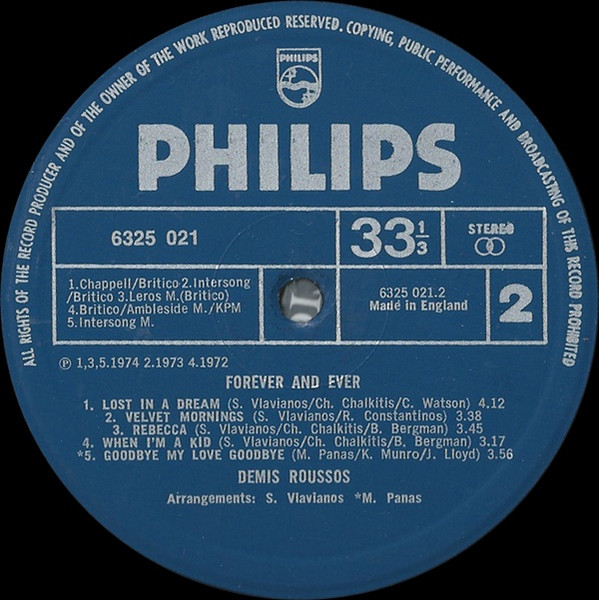 ALL RIGHTS OF THE RECORD PRODUCER AND OF THE OWNER OF THE WORK REPRODUCED RESERVED. COPYING, PUBLIC PERFORMANCE AND BROADCASTING OF THIS RECORD PROHIBITED
PHILIPS
PHILIPS
6325 021
33 1/3
STEREO
1.Chappell/Britico 2.Intersong
/Britico 3.Leros M.(Britico)
4.Britico/Ambleside M./KPM
5.Intersong M.
6325 021.2
Made in England
2
℗ 1,3,5.1974 2.1973 4.1972
FOREVER AND EVER
1. LOST IN A DREAM (S. Vlavianos/Ch. Chalkitis/C. Watson) 4.12
2. VELVET MORNINGS (S. Vlavianos/R. Constantinos) 3.38
3. REBECCA (S. Vlavianos/Ch. Chalkitis/B. Bergman) 3.45
4. WHEN I'M A KID (S. Vlavianos/Ch. Chalkitis/B. Bergman) 3.17
*5. GOODBYE MY LOVE GOODBYE (M. Panas/K. Munro/J. Lloyd) 3.56
DEMIS ROUSSOS
Arrangements: S. Vlavianos *M. Panas